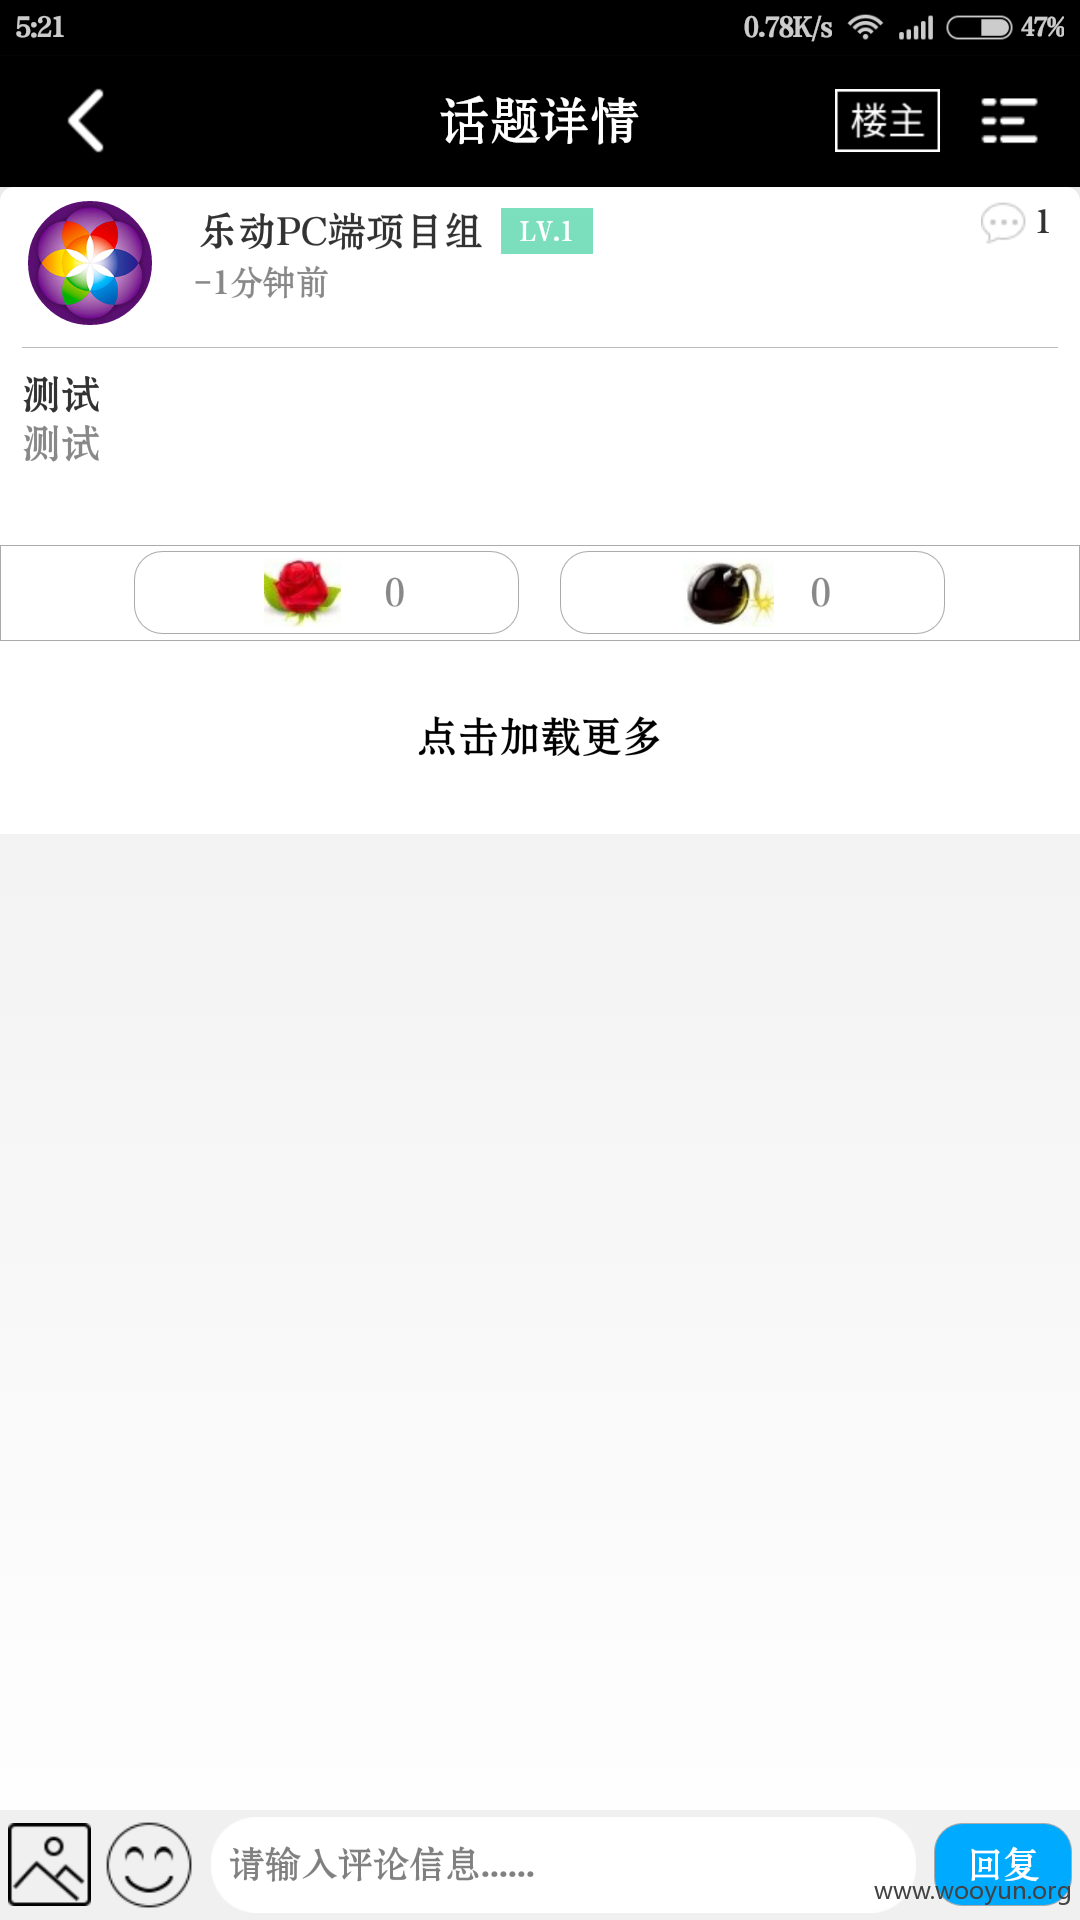 5:21
0.78K/s
47%
话题详情
楼主
乐动PC端项目组
LV.1
1
-1分钟前
测试
测试
0
0
点击加载更多
请输入评论信息......
回复
www.wooyun.org